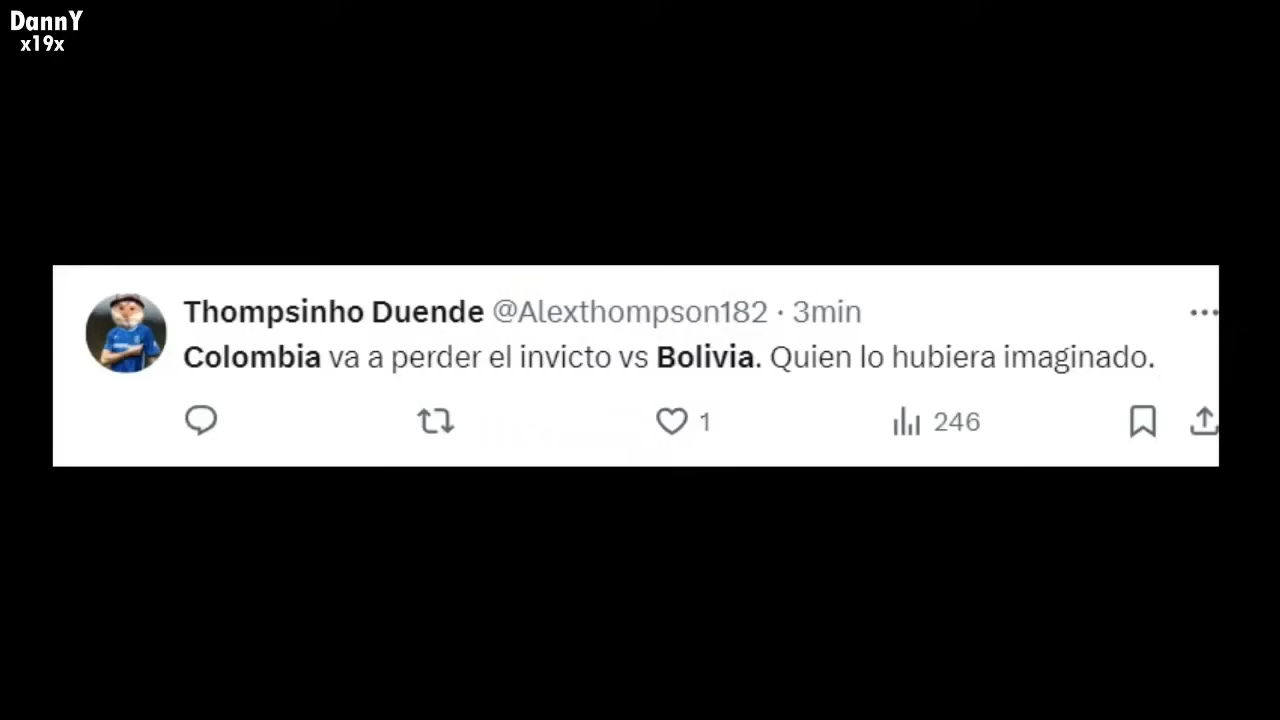 DannY
x19x
Thompsinho Duende @Alexthompson182 · 3min
Colombia va a perder el invicto vs Bolivia. Quien lo hubiera imaginado.
1 246